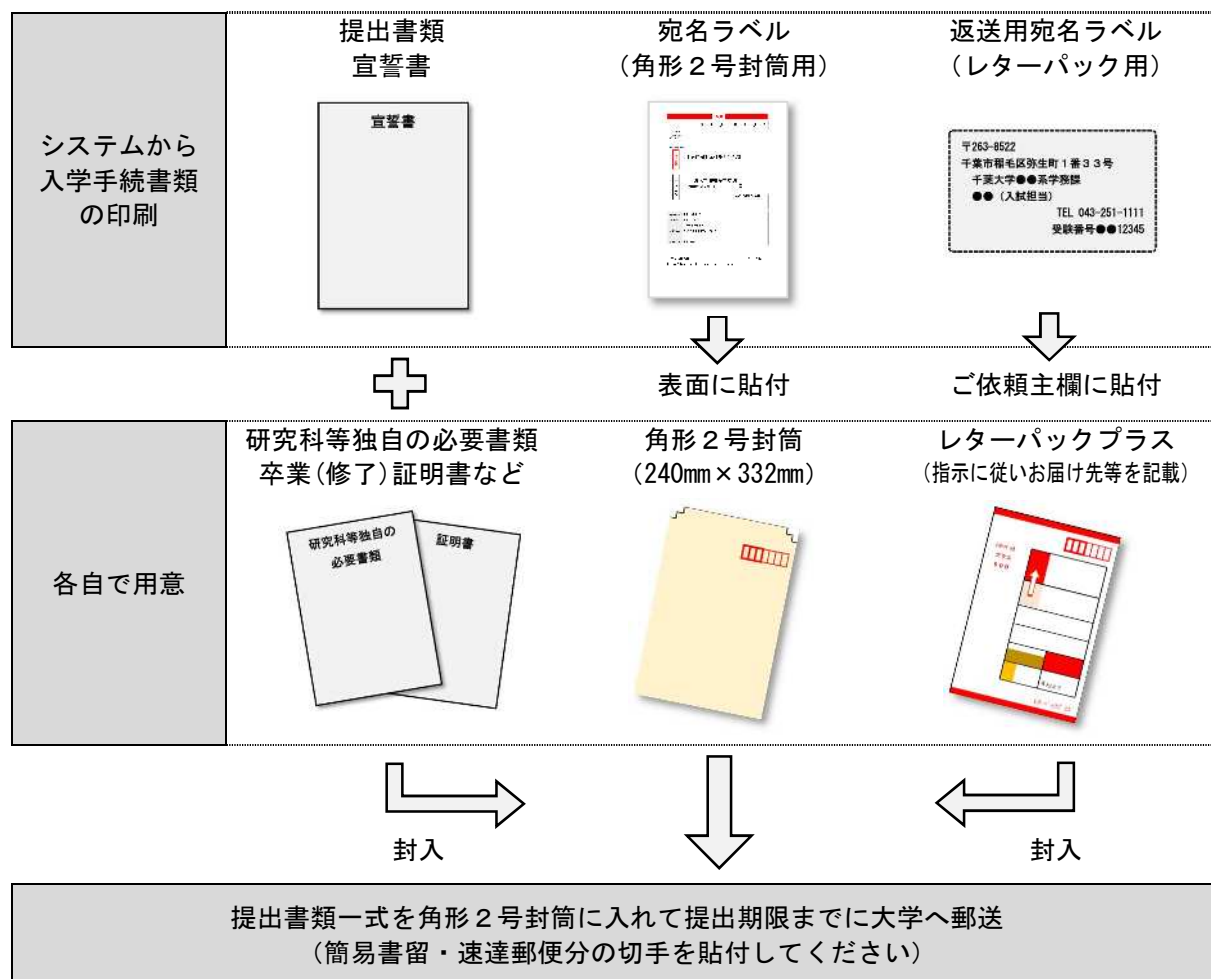 システムから
入学手続書類
の印刷
提出書類
宣誓書
宣誓書
宛名ラベル
(角形2号封筒用)
返送用宛名ラベル
(レターパック用)
〒263-8522
千葉市稲毛区弥生町1番33号
千葉大学●●系学務課
●●(入試担当)
TEL 043-251-1111
受験番号●●12345
表面に貼付
ご依頼主欄に貼付
各自で用意
研究科等独自の必要書類
卒業(修了)証明書など
研究科等独自の
必要書類
証明書
角形2号封筒
(240㎜×332㎜)
レターパックプラス
(指示に従いお届け先等を記載)
封入
封入
提出書類一式を角形2号封筒に入れて提出期限までに大学へ郵送
(簡易書留・速達郵便分の切手を貼付してください)